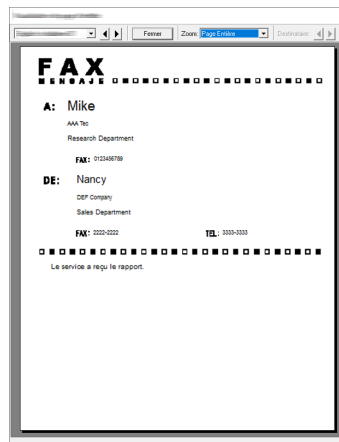 Fermer Zoom: Page Entière Destinataire:
FAX
MENSAJE
A: Mike
AAA Tec
Research Department
FAX: 0123456789
DE: Nancy
DEF Company
Sales Department
FAX: 2222-2222 TEL: 3333-3333
Le service a reçu le rapport.